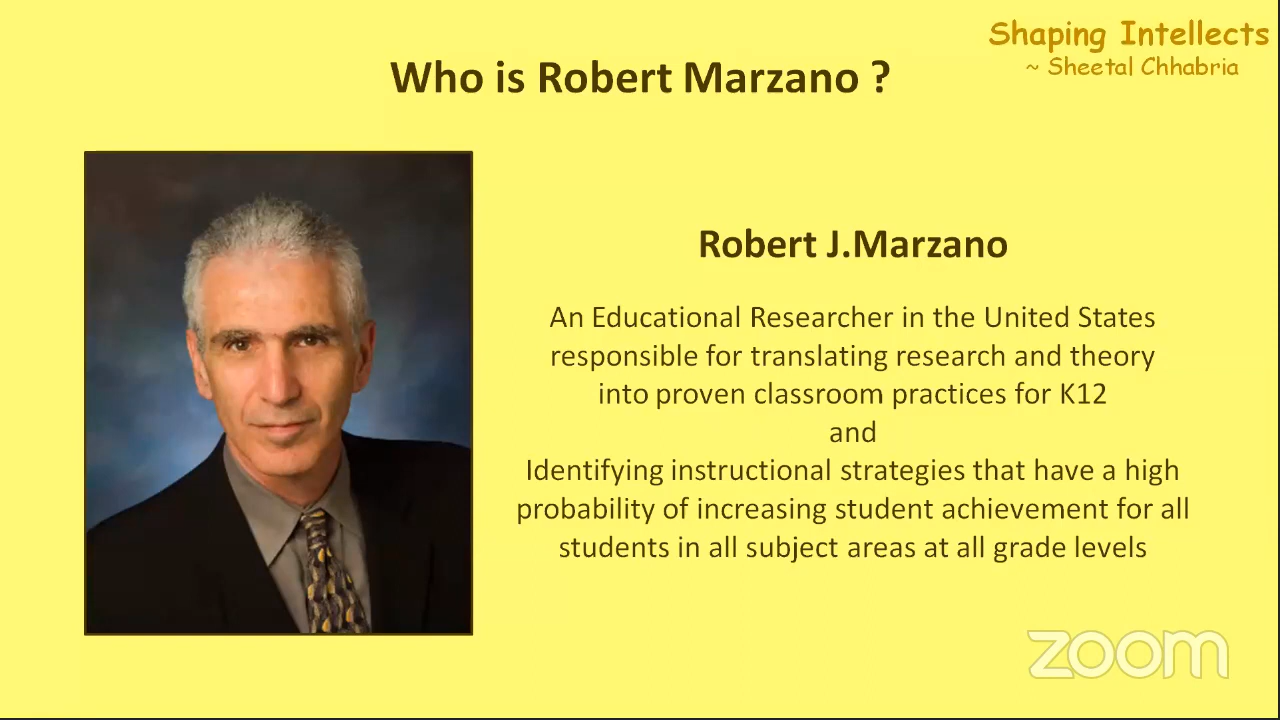 Shaping Intellects
~ Sheetal Chhabria
Who is Robert Marzano ?
Robert J.Marzano
An Educational Researcher in the United States
responsible for translating research and theory
into proven classroom practices for K12
and
Identifying instructional strategies that have a high
probability of increasing student achievement for all
students in all subject areas at all grade levels
zoom